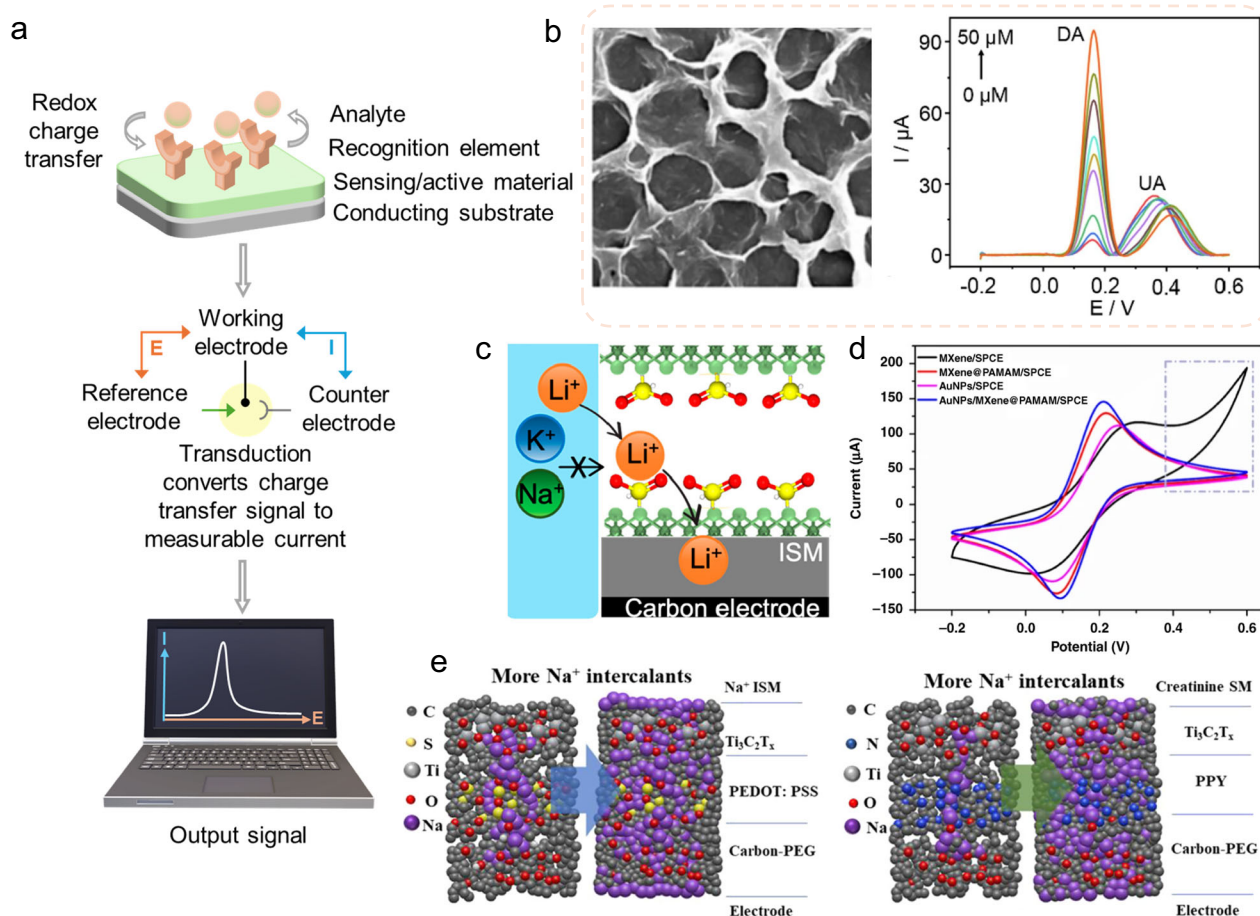 a
Redox
charge
transfer
Analyte
Recognition element
Sensing/active material
Conducting substrate
Working
electrode
E
I
Reference
electrode
Counter
electrode
Transduction
converts charge
transfer signal to
measurable current
I
E
Output signal
b
90
60
30
0
I / µA
50 µM
0 µM
DA
UA
-0.2
0.0
0.2
0.4
0.6
E / V
c
Li⁺
K⁺
Na⁺
Li⁺
Li⁺
ISM
Carbon electrode
d
MXene/SPCE
MXene@PAMAM/SPCE
AuNPs/SPCE
AuNPs/MXene@PAMAM/SPCE
200
150
100
50
0
−50
−100
−150
Current (µA)
−0.2
0.0
0.2
0.4
0.6
Potential (V)
e
More Na⁺ intercalants
C
S
Ti
O
Na
Na⁺ ISM
Ti₃C₂Tₓ
PEDOT: PSS
Carbon-PEG
Electrode
More Na⁺ intercalants
C
N
Ti
O
Na
Creatinine SM
Ti₃C₂Tₓ
PPY
Carbon-PEG
Electrode